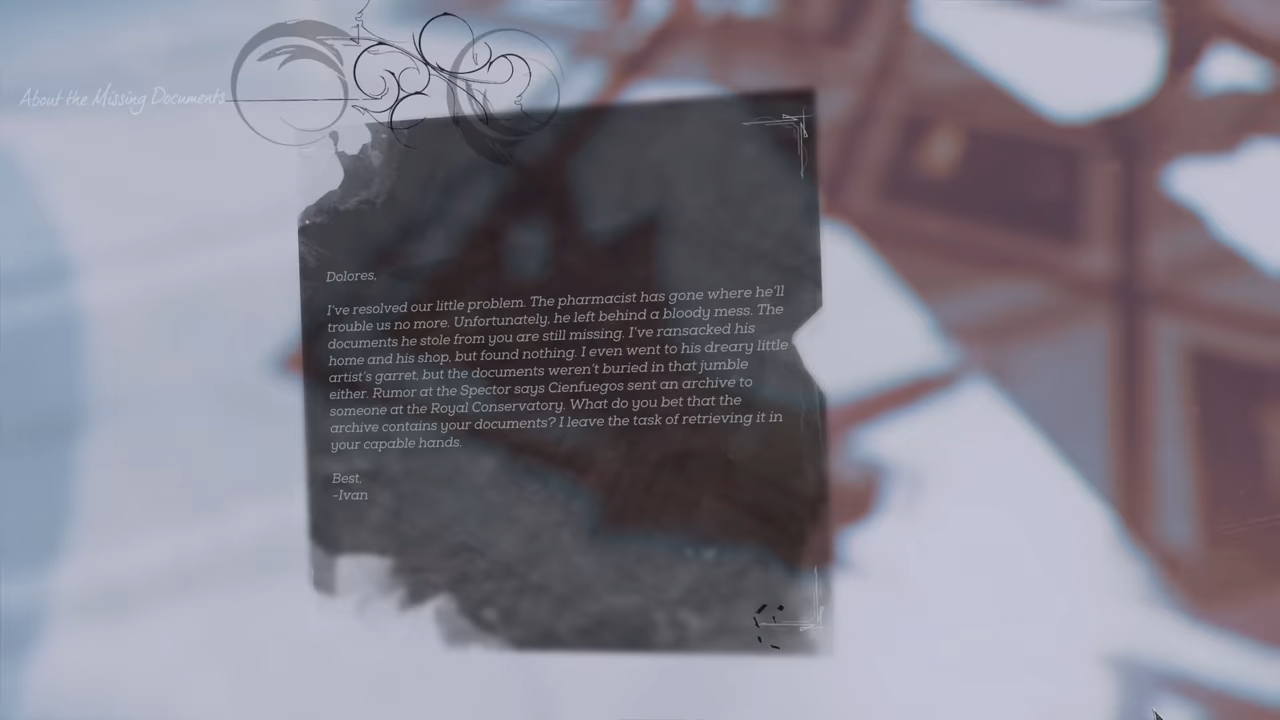 About the Missing Documents
Dolores,
I've resolved our little problem. The pharmacist has gone where he'll
trouble us no more. Unfortunately, he left behind a bloody mess. The
documents he stole from you are still missing. I've ransacked his
home and his shop, but found nothing. I even went to his dreary little
artist's garret, but the documents weren't buried in that jumble
either. Rumor at the Spector says Cienfuegos sent an archive to
someone at the Royal Conservatory. What do you bet that the
archive contains your documents? I leave the task of retrieving it in
your capable hands.
Best,
-Ivan